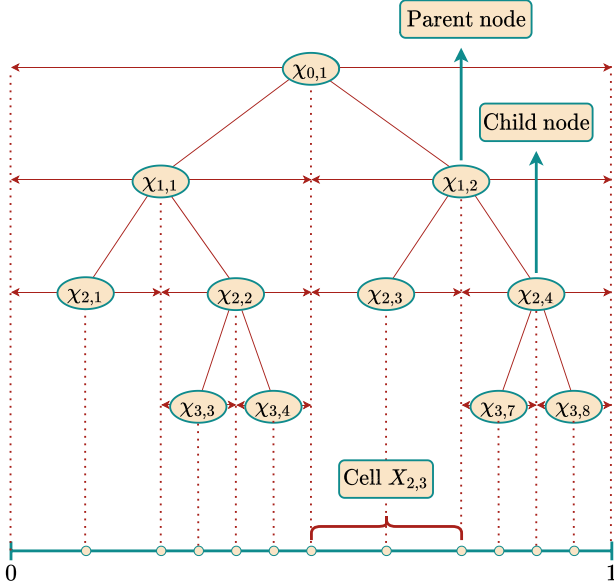 Parent node
χ0,1
Child node
χ1,1
χ1,2
χ2,1
χ2,2
χ2,3
χ2,4
χ3,3
χ3,4
χ3,7
χ3,8
Cell X2,3
0
1